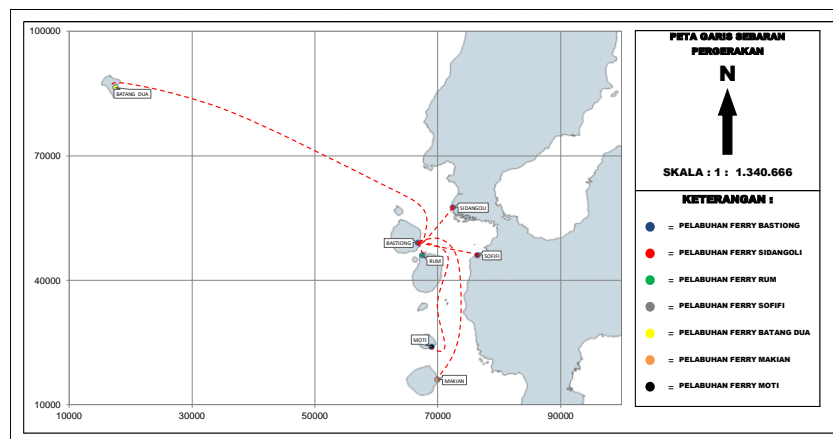 PETA GARIS SEBARAN
PERGERAKAN
N
SKALA : 1 : 1.340.666
KETERANGAN :
= PELABUHAN FERRY BASTIONG
= PELABUHAN FERRY SIDANGOLI
= PELABUHAN FERRY RUM
= PELABUHAN FERRY SOFIFI
= PELABUHAN FERRY BATANG DUA
= PELABUHAN FERRY MAKIAN
= PELABUHAN FERRY MOTI
100000
70000
40000
10000
10000 30000 50000 70000 90000
BATANG DUA
SIDANGOLI
BASTIONG
SOFIFI
RUM
MOTI
MAKIAN